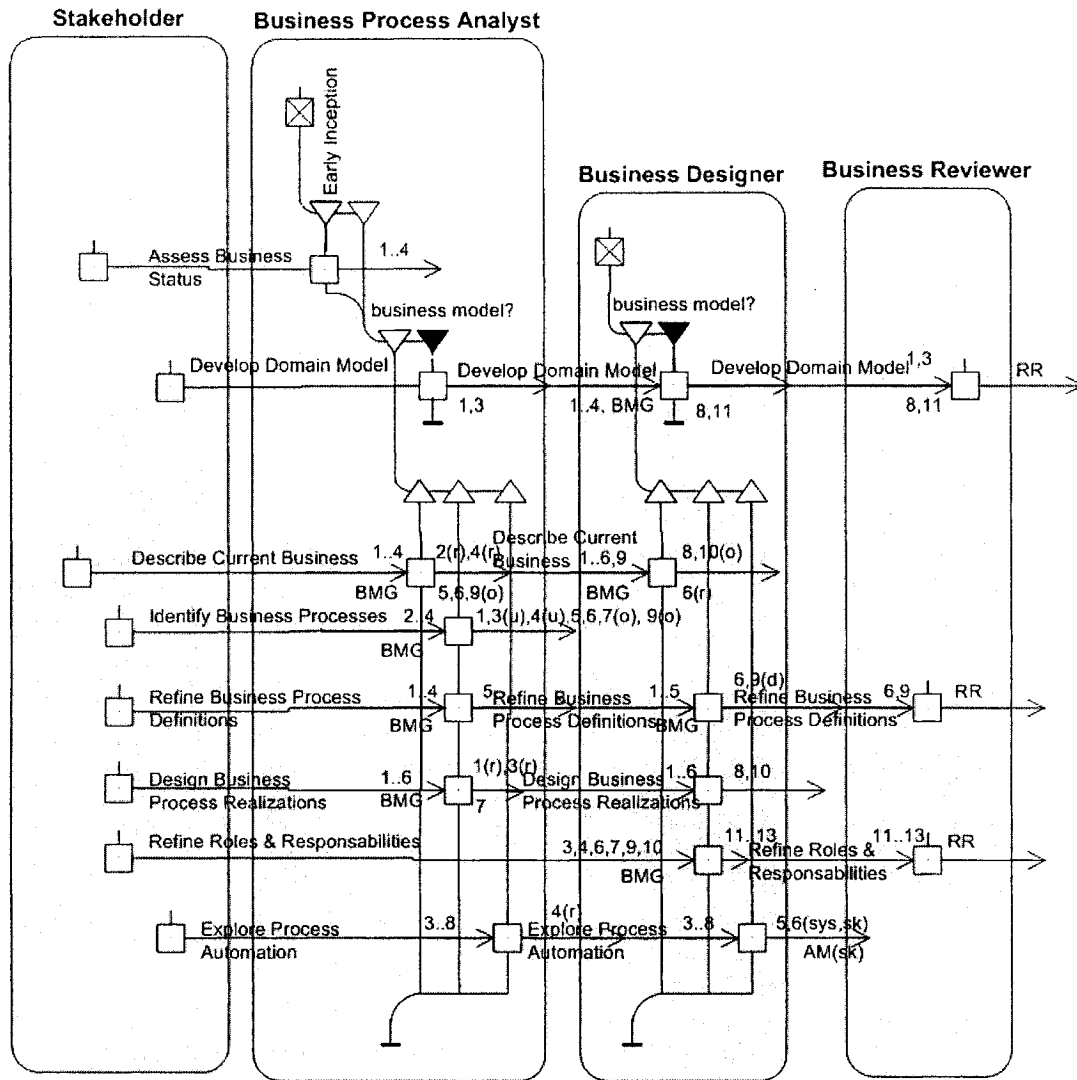 Stakeholder
Business Process Analyst
Early Inception
Business Designer
Business Reviewer
Assess Business
Status
1..4
business model?
business model?
Develop Domain Model
1,3
Develop Domain Model
1..4, BMG
8,11
Develop Domain Model
1,3
8,11
RR
Describe Current Business
1..4
BMG
2(r),4(r)
5,6,9(o)
Describe Current
Business
1..6,9
BMG
8,10(o)
6(r)
Identify Business Processes
2..4
BMG
1,3(u),4(u),5,6,7(o), 9(o)
Refine Business Process
Definitions
1..4
BMG
5
Refine Business
Process Definitions
1..5
BMG
6,9(d)
Refine Business
Process Definitions
6,9
RR
Design Business
Process Realizations
1..6
BMG
1(r),3(r)
7
Design Business
Process Realizations
1..6
8,10
Refine Roles & Responsabilities
3,4,6,7,9,10
BMG
11..13
Refine Roles &
Responsabilities
11..13
RR
Explore Process
Automation
3..8
4(r)
Explore Process
Automation
3..8
5,6(sys,sk)
AM(sk)